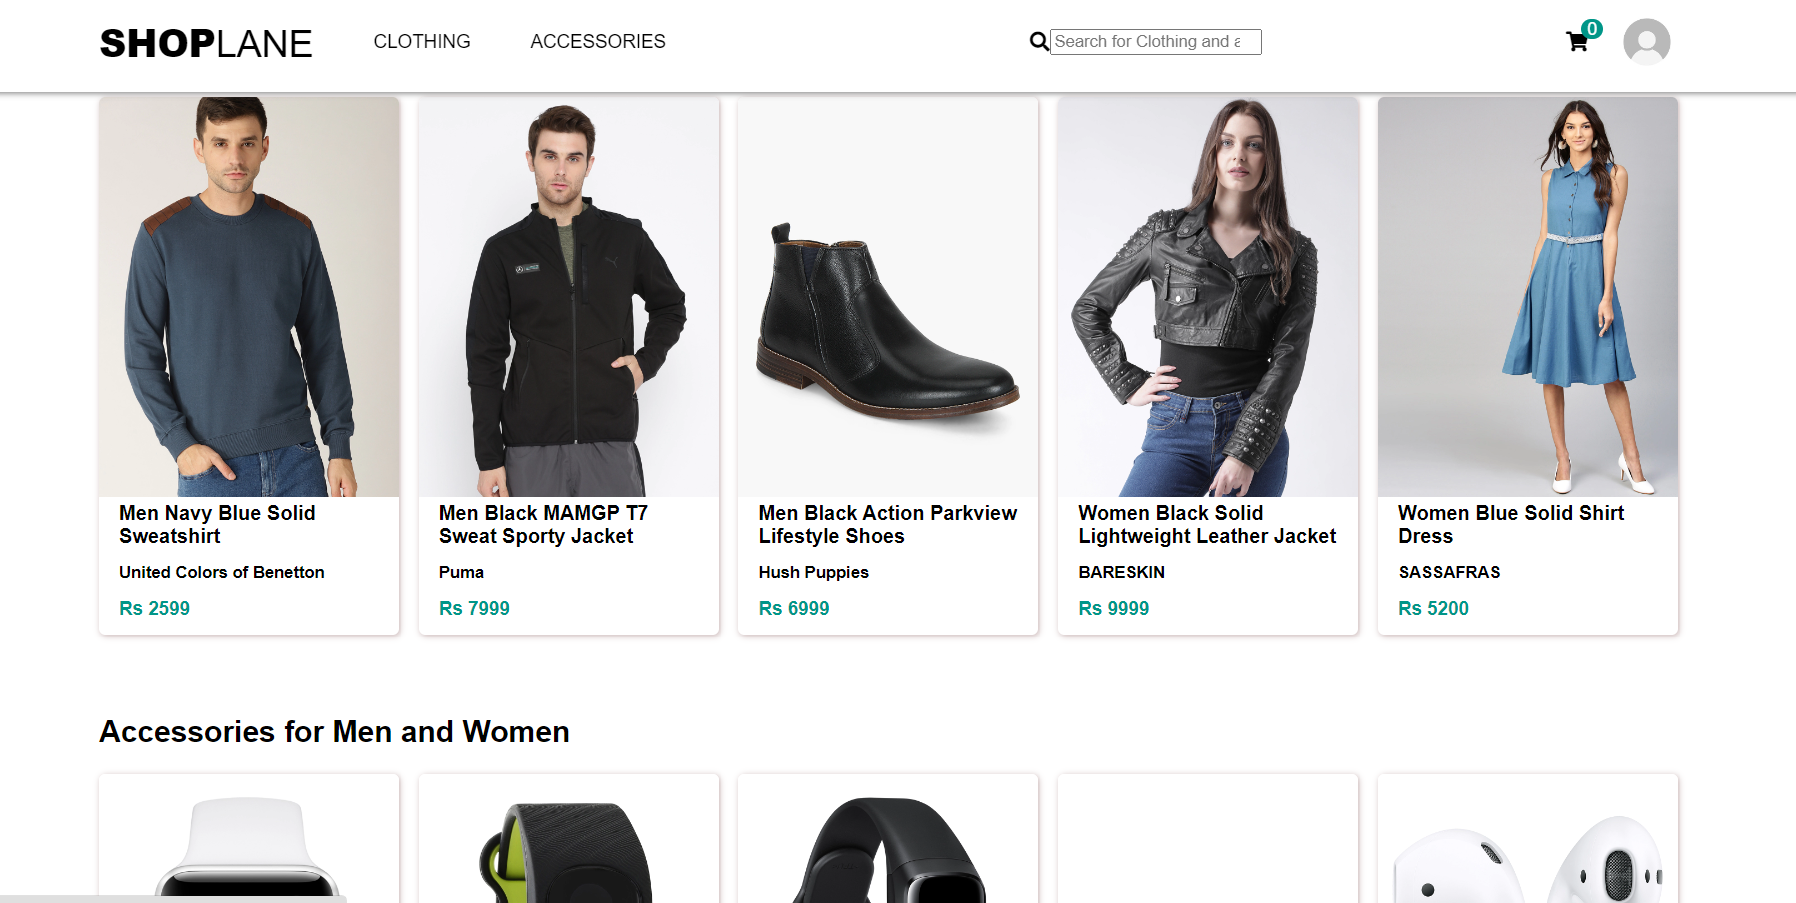 SHOPLANE CLOTHING ACCESSORIES Search for Clothing and a 0
Men Navy Blue Solid
Sweatshirt
United Colors of Benetton
Rs 2599
Men Black MAMGP T7
Sweat Sporty Jacket
Puma
Rs 7999
Men Black Action Parkview
Lifestyle Shoes
Hush Puppies
Rs 6999
Women Black Solid
Lightweight Leather Jacket
BARESKIN
Rs 9999
Women Blue Solid Shirt
Dress
SASSAFRAS
Rs 5200
Accessories for Men and Women